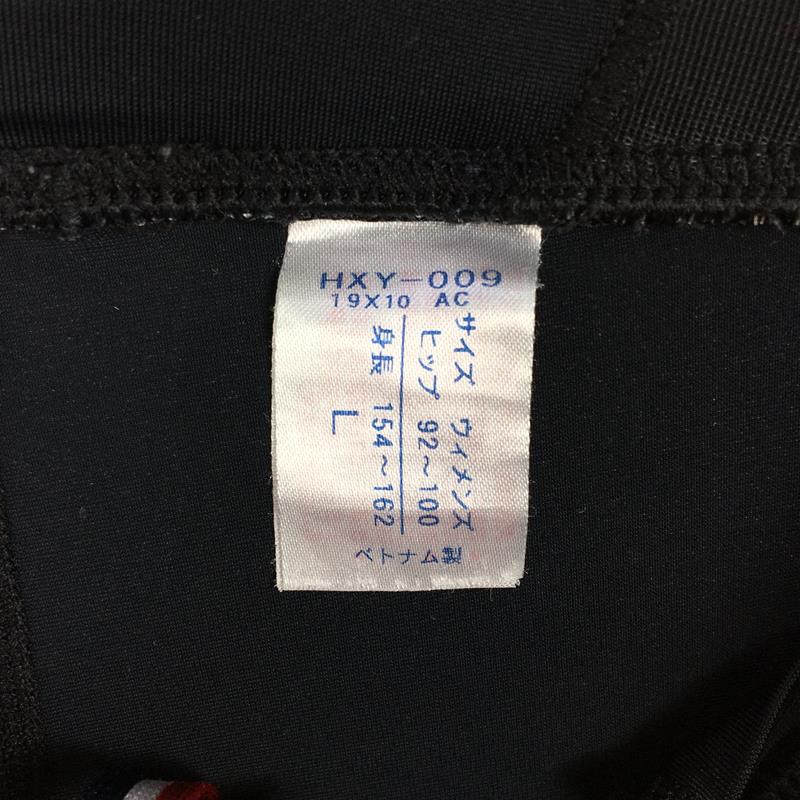 HXY-009
19X10 AC
サイズ ウィメンズ
ヒップ 92～100
身長 154～162
L
ベトナム製